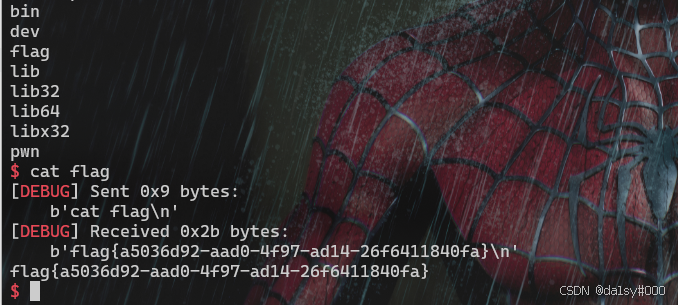 bin
dev
flag
lib
lib32
lib64
libx32
pwn
$ cat flag
[DEBUG] Sent 0x9 bytes:
    b'cat flag\n'
[DEBUG] Received 0x2b bytes:
    b'flag{a5036d92-aad0-4f97-ad14-26f6411840fa}\n'
flag{a5036d92-aad0-4f97-ad14-26f6411840fa}
$
CSDN @da1sy#000